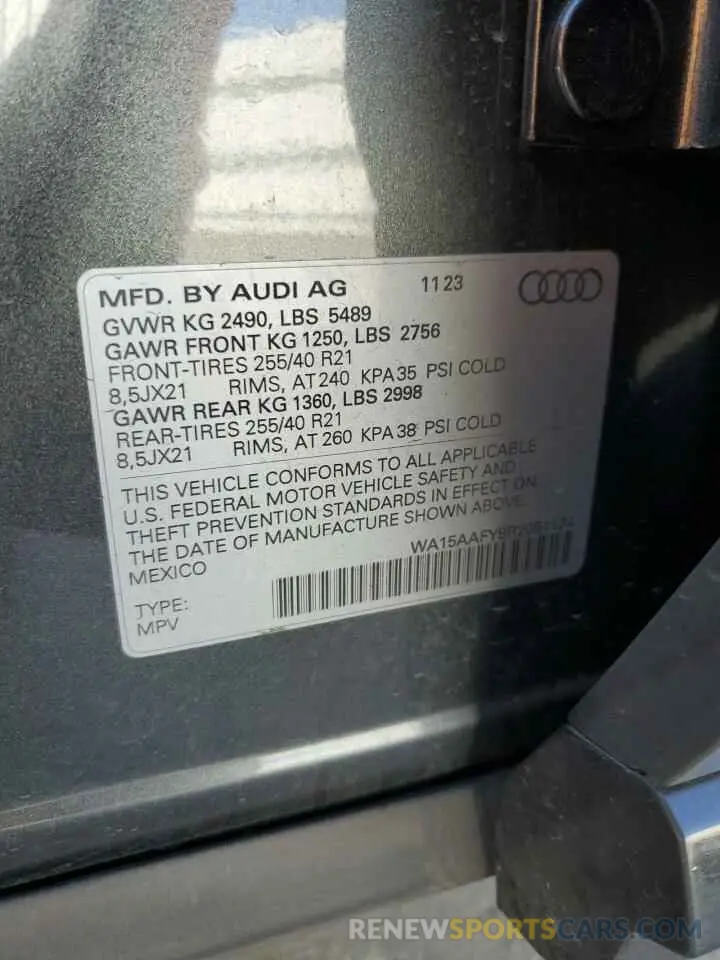 MFD. BY AUDI AG 11 23
GVWR KG 2490, LBS 5489
GAWR FRONT KG 1250, LBS 2756
FRONT-TIRES 255/40 R21
8,5JX21 RIMS, AT 240 KPA 35 PSI COLD
GAWR REAR KG 1360, LBS 2998
REAR-TIRES 255/40 R21
8,5JX21 RIMS, AT 260 KPA 38 PSI COLD
THIS VEHICLE CONFORMS TO ALL APPLICABLE
U.S. FEDERAL MOTOR VEHICLE SAFETY AND
THEFT PREVENTION STANDARDS IN EFFECT ON
THE DATE OF MANUFACTURE SHOWN ABOVE.
MEXICO
TYPE:
MPV
RENEWSPORTSCARS.COM